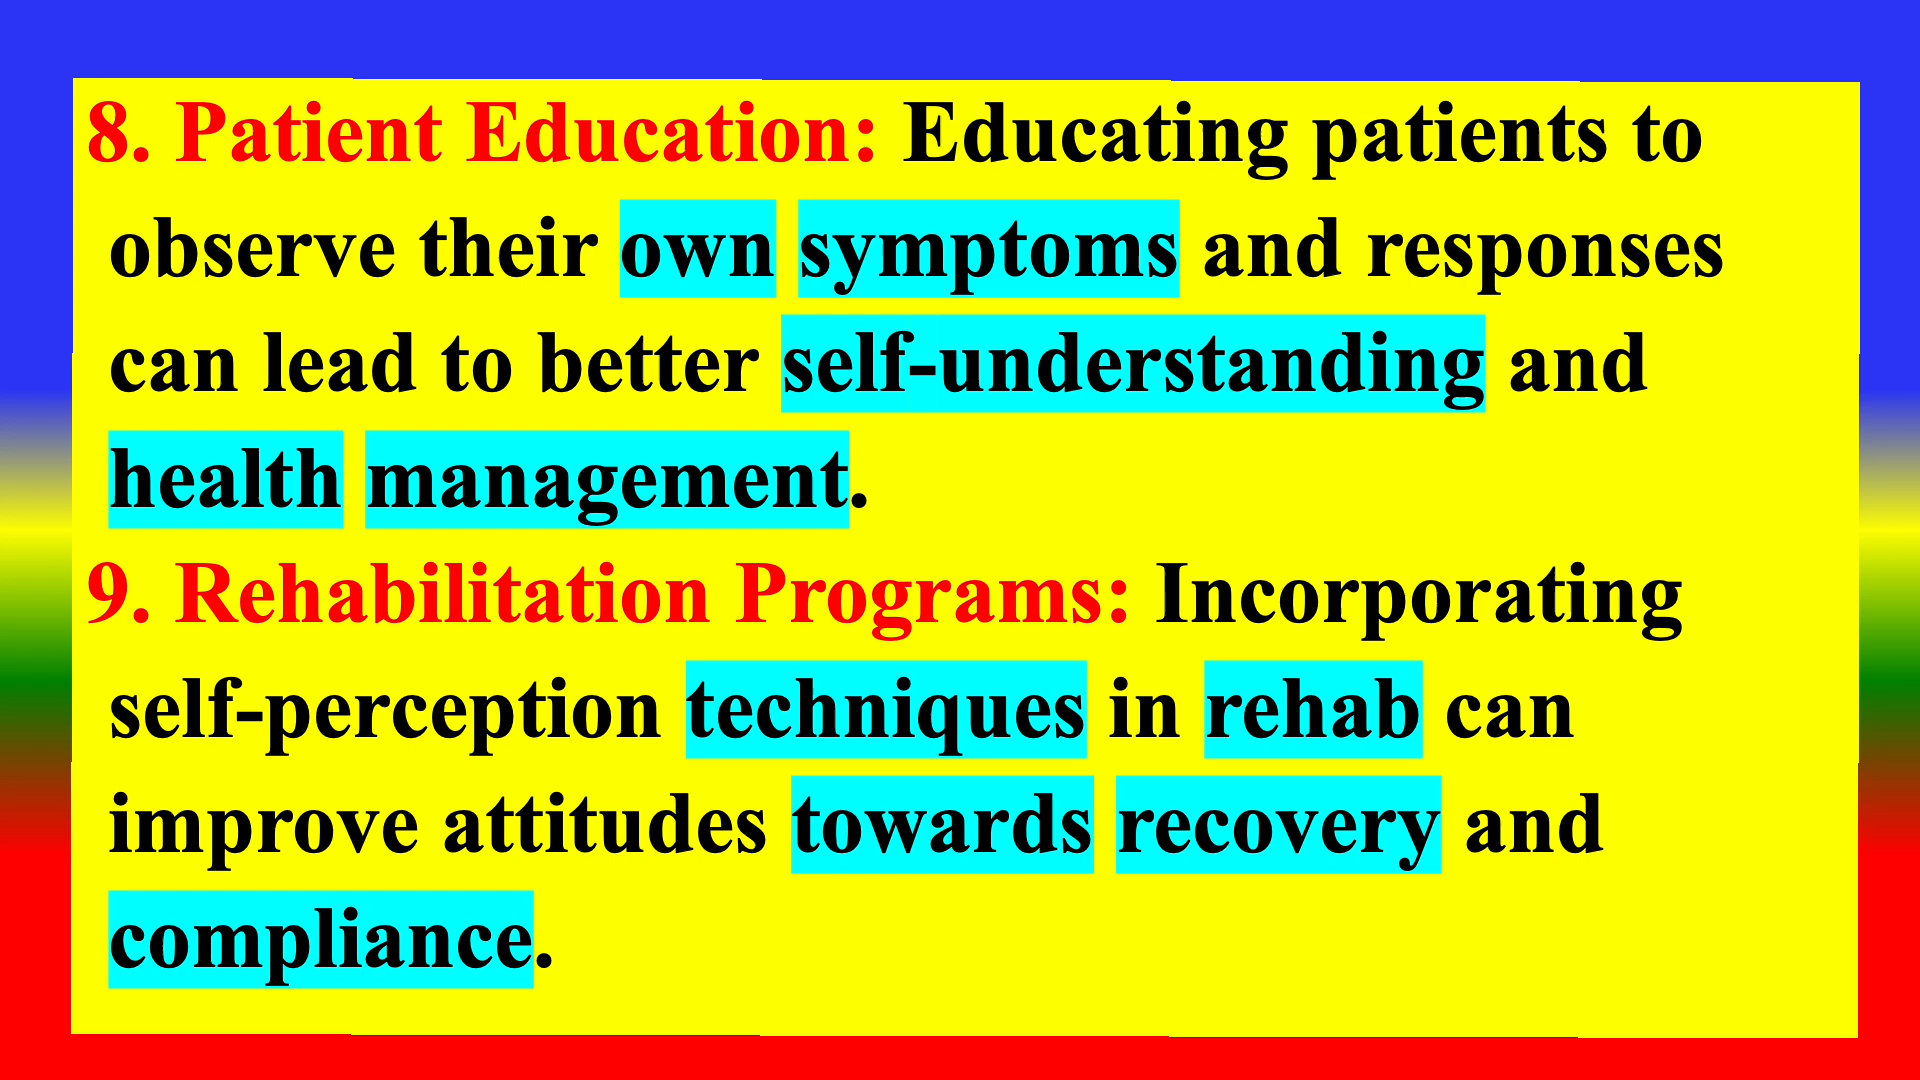 8. Patient Education: Educating patients to
observe their own symptoms and responses
can lead to better self-understanding and
health management.
9. Rehabilitation Programs: Incorporating
self-perception techniques in rehab can
improve attitudes towards recovery and
compliance.